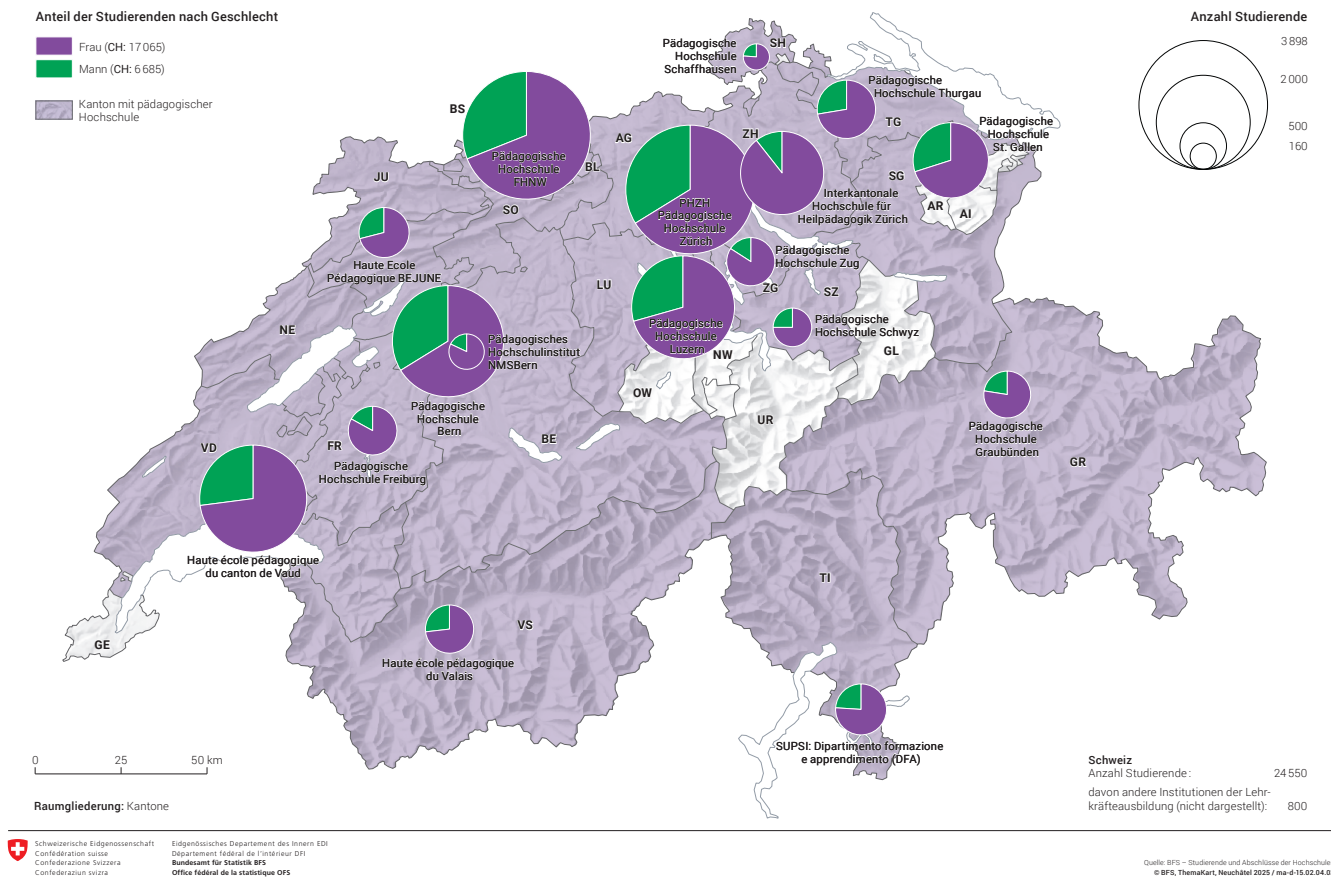 Anteil der Studierenden nach Geschlecht
Frau (CH: 17 065)
Mann (CH: 6 685)
Kanton mit pädagogischer
Hochschule
Anzahl Studierende
3 898
2 000
500
160
Pädagogische
Hochschule
Schaffhausen
SH
Pädagogische
Hochschule Thurgau
TG
Pädagogische
Hochschule
St. Gallen
BS
Pädagogische
Hochschule
FHNW
AG
BL
ZH
SG
AR
AI
JU
SO
PHZH
Pädagogische
Hochschule
Zürich
Interkantonale
Hochschule für
Heilpädagogik Zürich
Haute Ecole
Pédagogique BEJUNE
Pädagogische
Hochschule Zug
ZG
SZ
LU
Pädagogische
Hochschule
Luzern
Pädagogische
Hochschule Schwyz
GL
NE
Pädagogisches
Hochschulinstitut
NMSBern
NW
OW
UR
Pädagogische
Hochschule
Bern
BE
Pädagogische
Hochschule
Graubünden
GR
VD
FR
Pädagogische
Hochschule Freiburg
Haute école pédagogique
du canton de Vaud
TI
GE
VS
Haute école pédagogique
du Valais
SUPSI: Dipartimento formazione
e apprendimento (DFA)
0 25 50 km
Raumgliederung: Kantone
Schweiz
Anzahl Studierende: 24 550
davon andere Institutionen der Lehr-
kräfteausbildung (nicht dargestellt): 800
Schweizerische Eidgenossenschaft
Confédération suisse
Confederazione Svizzera
Confederaziun svizra
Eidgenössisches Departement des Innern EDI
Département fédéral de l'intérieur DFI
Bundesamt für Statistik BFS
Office fédéral de la statistique OFS
Quelle: BFS – Studierende und Abschlüsse der Hochschule
© BFS, ThemaKart, Neuchâtel 2025 / ma-d-15.02.04.0